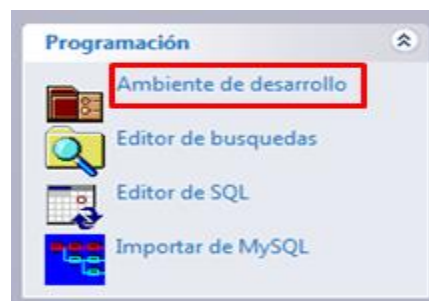 Programación
Ambiente de desarrollo
Editor de busquedas
Editor de SQL
Importar de MySQL